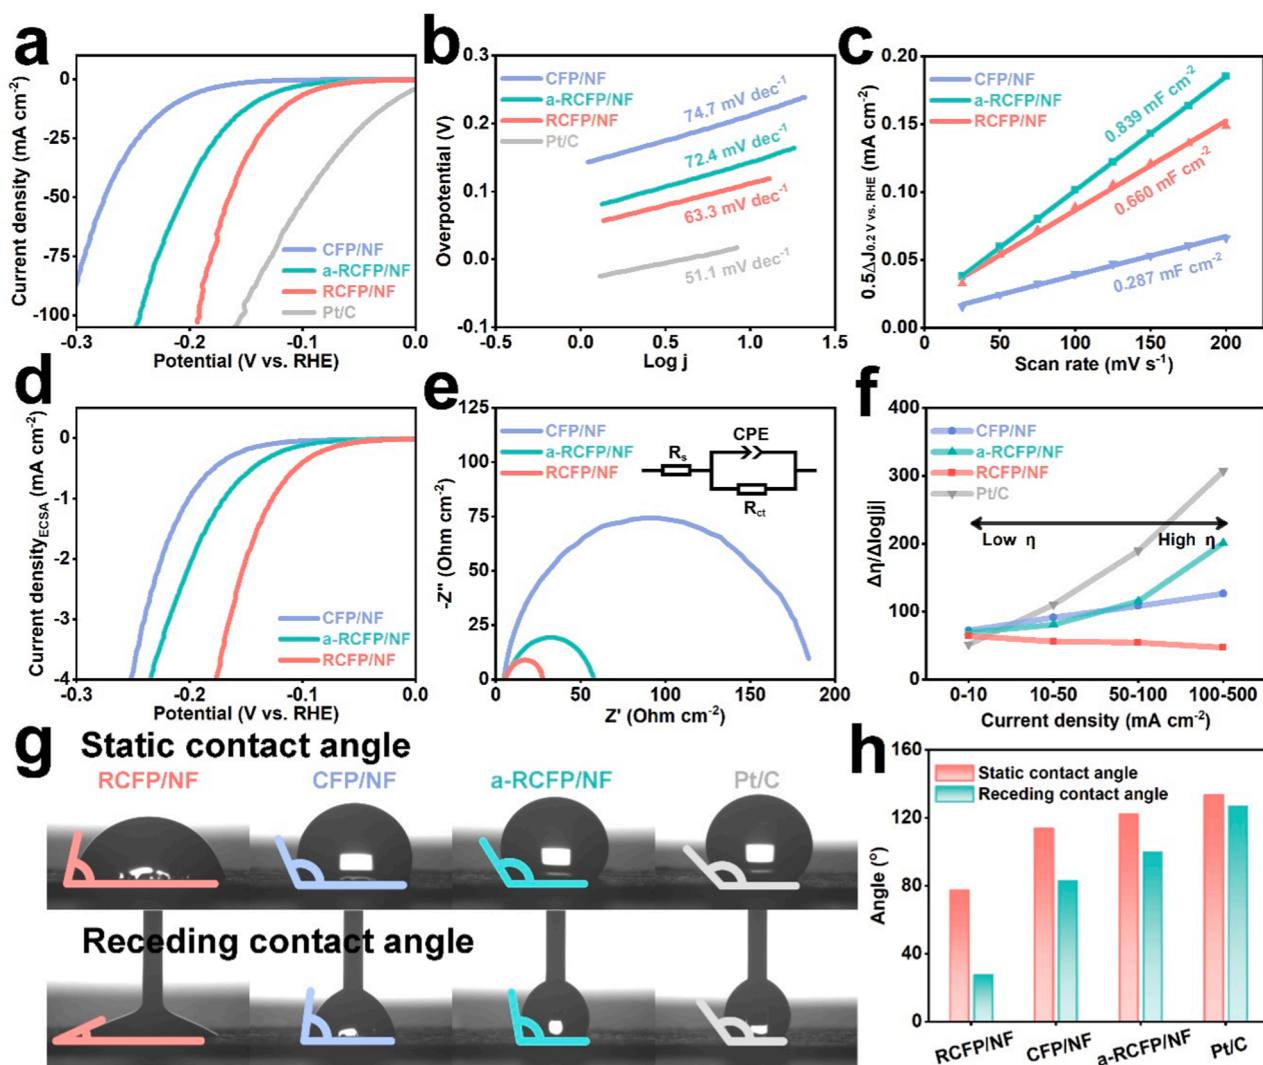 a
Current density (mA cm⁻²)
0
-25
-50
-75
-100
CFP/NF
a-RCFP/NF
RCFP/NF
Pt/C
-0.3
-0.2
-0.1
0.0
Potential (V vs. RHE)
b
Overpotential (V)
0.3
0.2
0.1
0.0
-0.1
CFP/NF
a-RCFP/NF
RCFP/NF
Pt/C
74.7 mV dec⁻¹
72.4 mV dec⁻¹
63.3 mV dec⁻¹
51.1 mV dec⁻¹
-0.5
0.0
0.5
1.0
1.5
Log j
c
0.5ΔJ0.2 V vs. RHE (mA cm⁻²)
0.20
0.15
0.10
0.05
0.00
CFP/NF
a-RCFP/NF
RCFP/NF
0.839 mF cm⁻²
0.660 mF cm⁻²
0.287 mF cm⁻²
50
100
150
200
Scan rate (mV s⁻¹)
d
Current densityECSA (mA cm⁻²)
0
-1
-2
-3
-4
CFP/NF
a-RCFP/NF
RCFP/NF
-0.3
-0.2
-0.1
0.0
Potential (V vs. RHE)
e
-Z'' (Ohm cm⁻²)
125
100
75
50
25
0
CFP/NF
a-RCFP/NF
RCFP/NF
Rs
CPE
Rct
0
50
100
150
200
Z' (Ohm cm⁻²)
f
Δη/Δlog|j|
400
300
200
100
0
CFP/NF
a-RCFP/NF
RCFP/NF
Pt/C
Low η
High η
0-10
10-50
50-100
100-500
Current density (mA cm⁻²)
g
Static contact angle
RCFP/NF
CFP/NF
a-RCFP/NF
Pt/C
Receding contact angle
h
Angle (°)
160
120
80
40
0
Static contact angle
Receding contact angle
RCFP/NF
CFP/NF
a-RCFP/NF
Pt/C